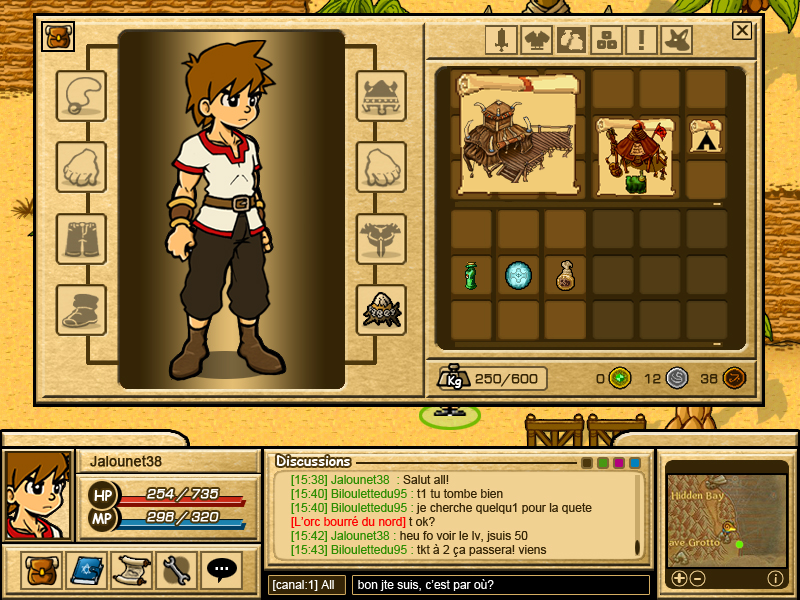 Kg 250/600 0 12 38
Jalounet38
HP 254/735
MP 298/320
Discussions
[15:38] Jalounet38 : Salut all!
[15:40] Biloulettedu95 : t1 tu tombe bien
[15:40] Biloulettedu95 : je cherche quelqu1 pour la quete
[L'orc bourré du nord] t ok?
[15:42] Jalounet38 : heu fo voir le lv, jsuis 50
[15:43] Biloulettedu95 : tkt à 2 ça passera! viens
[canal:1] All
bon jte suis, c'est par où?
Hidden Bay
ave Grotto